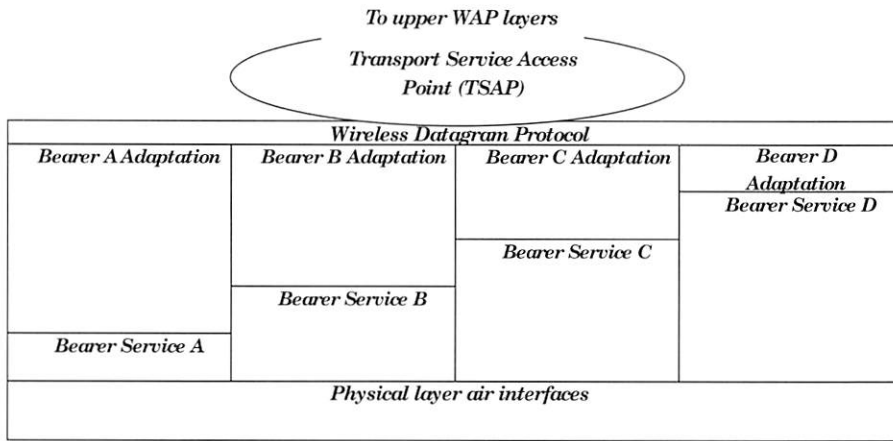 To upper WAP layers
Transport Service Access
Point (TSAP)
Wireless Datagram Protocol
Bearer A Adaptation
Bearer B Adaptation
Bearer C Adaptation
Bearer D
Adaptation
Bearer Service D
Bearer Service C
Bearer Service B
Bearer Service A
Physical layer air interfaces